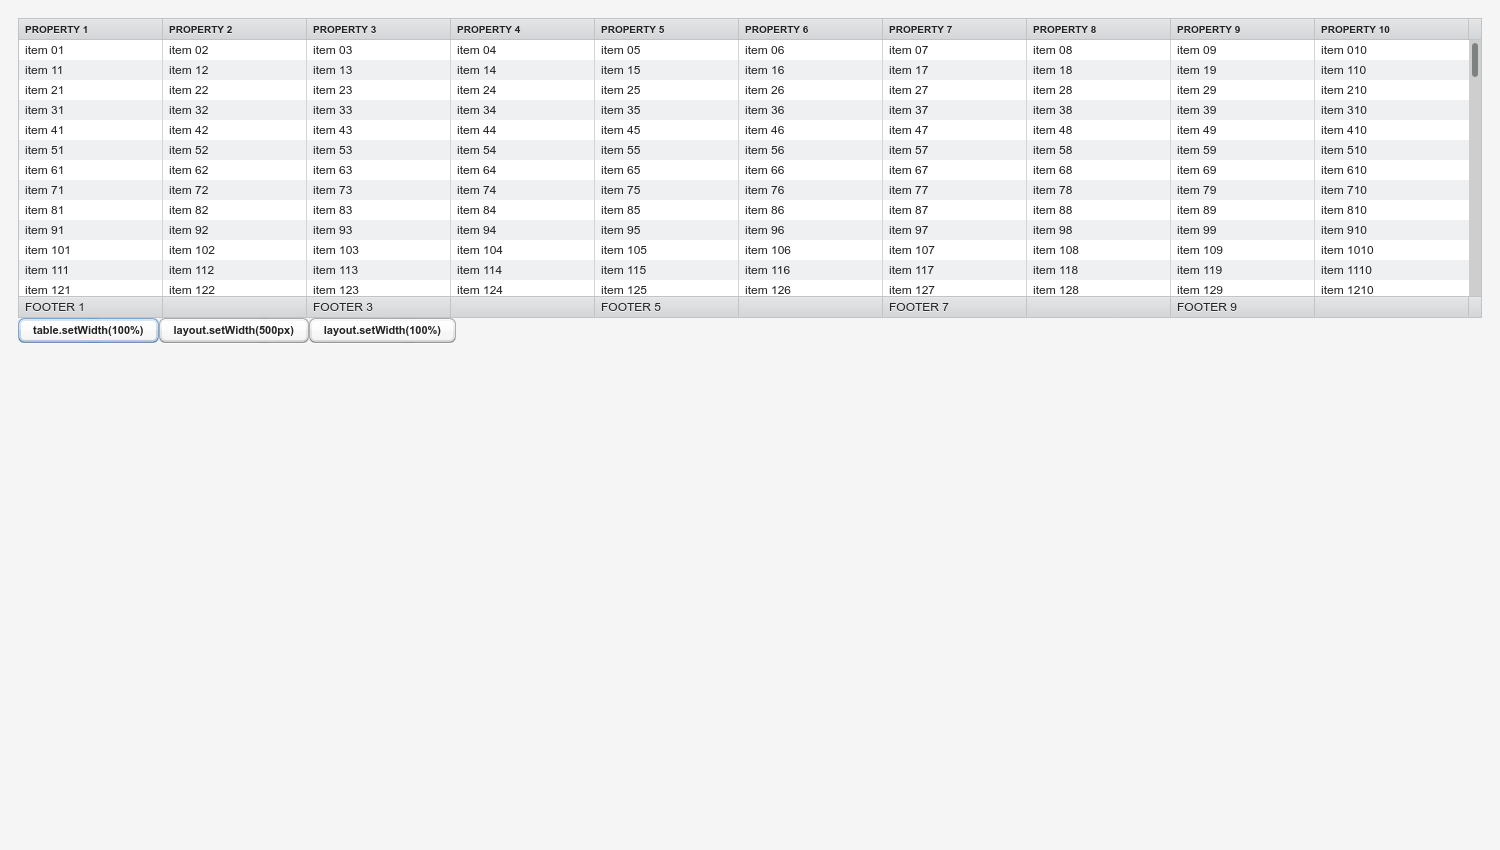 PROPERTY 1 PROPERTY 2 PROPERTY 3 PROPERTY 4 PROPERTY 5 PROPERTY 6 PROPERTY 7 PROPERTY 8 PROPERTY 9 PROPERTY 10
item 01 item 02 item 03 item 04 item 05 item 06 item 07 item 08 item 09 item 010
item 11 item 12 item 13 item 14 item 15 item 16 item 17 item 18 item 19 item 110
item 21 item 22 item 23 item 24 item 25 item 26 item 27 item 28 item 29 item 210
item 31 item 32 item 33 item 34 item 35 item 36 item 37 item 38 item 39 item 310
item 41 item 42 item 43 item 44 item 45 item 46 item 47 item 48 item 49 item 410
item 51 item 52 item 53 item 54 item 55 item 56 item 57 item 58 item 59 item 510
item 61 item 62 item 63 item 64 item 65 item 66 item 67 item 68 item 69 item 610
item 71 item 72 item 73 item 74 item 75 item 76 item 77 item 78 item 79 item 710
item 81 item 82 item 83 item 84 item 85 item 86 item 87 item 88 item 89 item 810
item 91 item 92 item 93 item 94 item 95 item 96 item 97 item 98 item 99 item 910
item 101 item 102 item 103 item 104 item 105 item 106 item 107 item 108 item 109 item 1010
item 111 item 112 item 113 item 114 item 115 item 116 item 117 item 118 item 119 item 1110
item 121 item 122 item 123 item 124 item 125 item 126 item 127 item 128 item 129 item 1210
FOOTER 1 FOOTER 3 FOOTER 5 FOOTER 7 FOOTER 9
table.setWidth(100%) layout.setWidth(500px) layout.setWidth(100%)